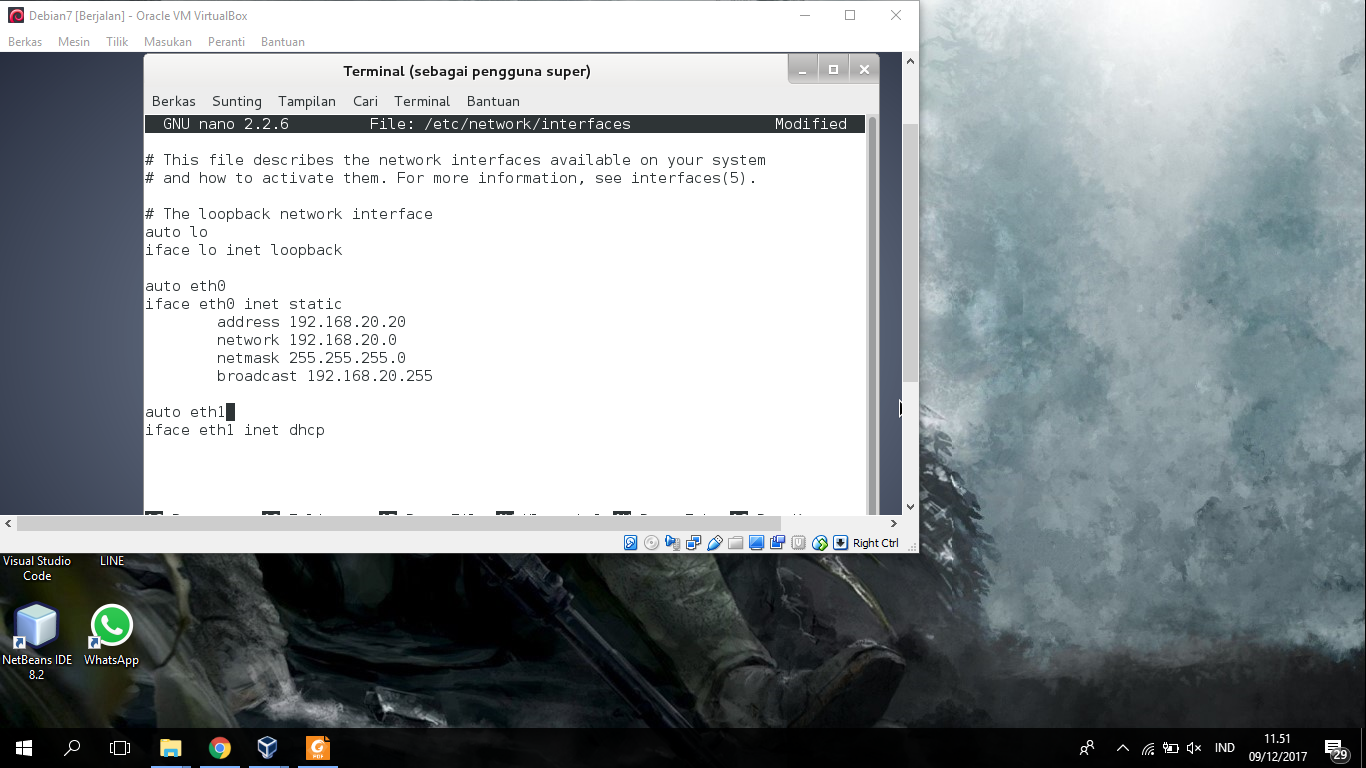 Debian7 [Berjalan] - Oracle VM VirtualBox
Berkas Mesin Tilik Masukan Peranti Bantuan
Terminal (sebagai pengguna super)
Berkas Sunting Tampilan Cari Terminal Bantuan
GNU nano 2.2.6 File: /etc/network/interfaces Modified
# This file describes the network interfaces available on your system
# and how to activate them. For more information, see interfaces(5).
# The loopback network interface
auto lo
iface lo inet loopback
auto eth0
iface eth0 inet static
address 192.168.20.20
network 192.168.20.0
netmask 255.255.255.0
broadcast 192.168.20.255
auto eth1
iface eth1 inet dhcp
Right Ctrl
Visual Studio
Code
LINE
NetBeans IDE
8.2
WhatsApp
PDF
IND
11.51
09/12/2017
29